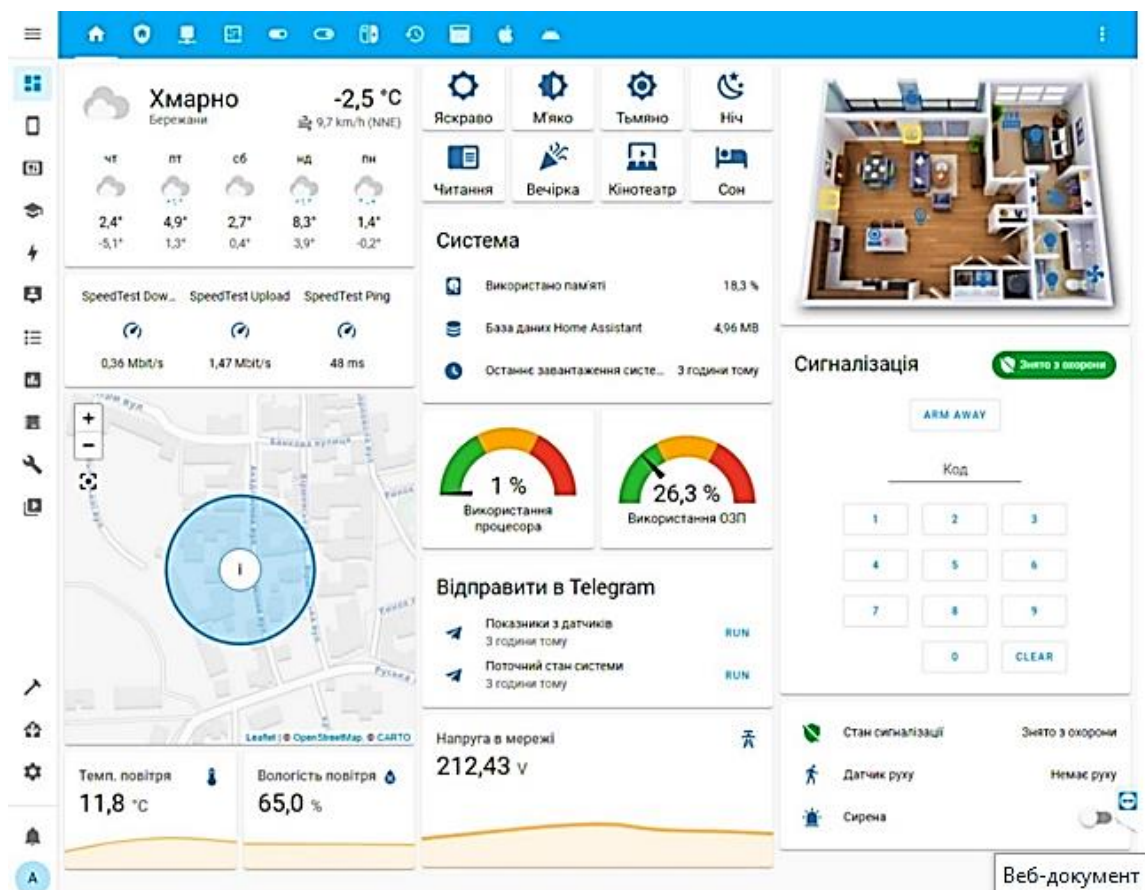 Хмарно
Бережани
-2,5 °C
9,7 km/h (NNE)
чт пт сб нд пн
2,4° 4,9° 2,7° 8,3° 1,4°
-5,1° 1,3° 0,4° 3,9° -0,2°
SpeedTest Dow... SpeedTest Upload SpeedTest Ping
0,36 Mbit/s 1,47 Mbit/s 48 ms
+
−
Банкова вулиця
Руська
Leaflet | © OpenStreetMap, © CARTO
Темп. повітря
11,8 °C
Вологість повітря
65,0 %
Яскраво М'яко Тьмяно Ніч
Читання Вечірка Кінотеатр Сон
Система
Використано пам'яті 18,3 %
База даних Home Assistant 4,96 MB
Останнє завантаження систе... 3 години тому
1 %
Використання
процесора
26,3 %
Використання ОЗП
Відправити в Telegram
Показники з датчиків
3 години тому
RUN
Поточний стан системи
3 години тому
RUN
Напруга в мережі
212,43 V
Сигналізація
Знято з охорони
ARM AWAY
Код
1 2 3
4 5 6
7 8 9
0 CLEAR
Стан сигналізації Знято з охорони
Датчик руху Немає руху
Сирена
i
A
Веб-документ